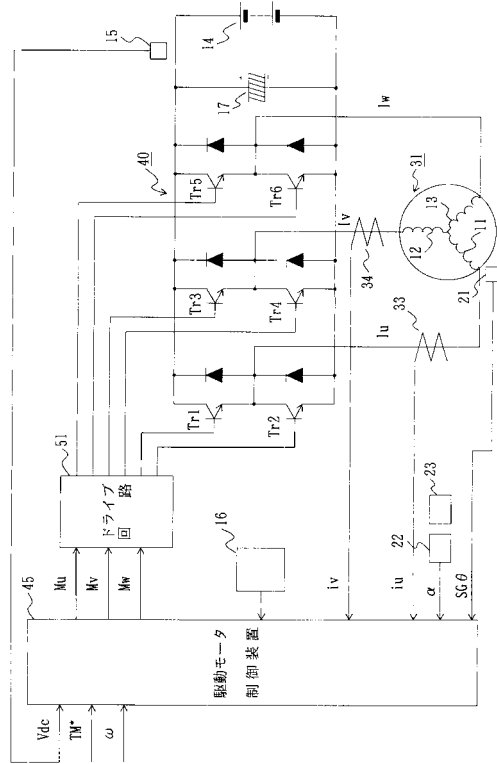 15
14
17
40
Tr5
Tr6
Tr3
Tr4
Tr1
Tr2
Iw
Iv
Iu
31
13
12
11
34
33
21
51
ドライブ
回路
Mu
Mv
Mw
16
22
23
iv
iu
α
SGθ
45
駆動モータ
制御装置
Vdc
TM*
ω